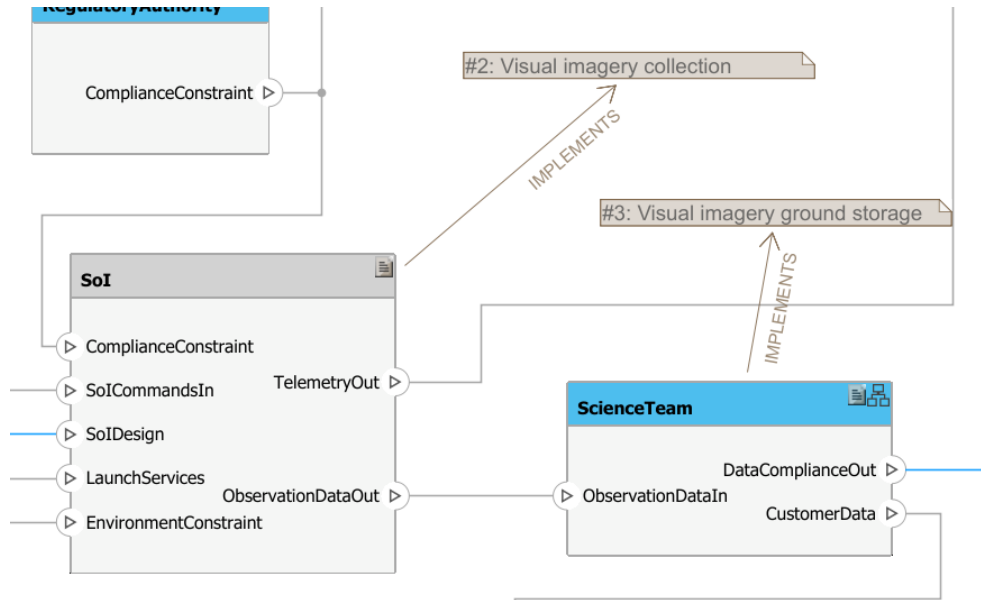 RegulatoryAuthority
ComplianceConstraint
#2: Visual imagery collection
IMPLEMENTS
#3: Visual imagery ground storage
IMPLEMENTS
SoI
ComplianceConstraint
SoICommandsIn
TelemetryOut
SoIDesign
LaunchServices
ObservationDataOut
EnvironmentConstraint
ScienceTeam
DataComplianceOut
ObservationDataIn
CustomerData